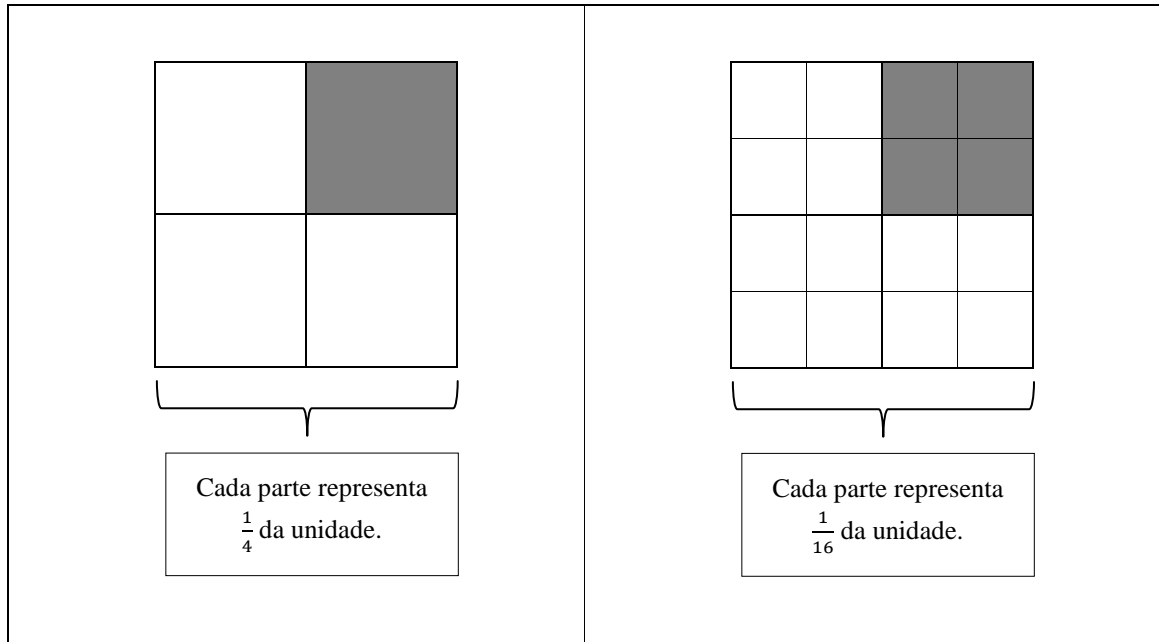 Cada parte representa
1/4 da unidade.
Cada parte representa
1/16 da unidade.